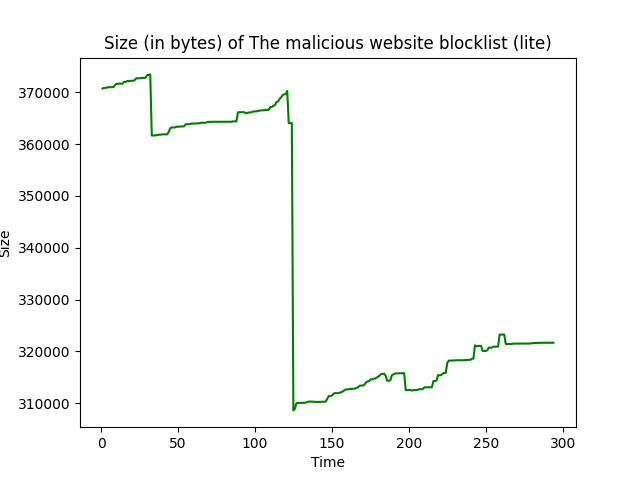 Size (in bytes) of The malicious website blocklist (lite)
370000
360000
350000
340000
330000
320000
310000
Size
0 50 100 150 200 250 300
Time